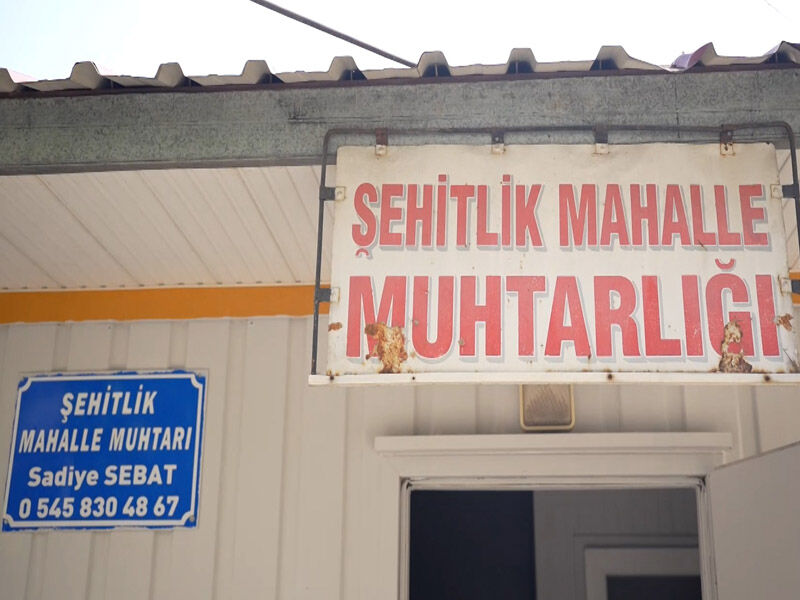 ŞEHİTLİK MAHALLE
MUHTARLIĞI
ŞEHİTLİK
MAHALLE MUHTARI
Sadiye SEBAT
0 545 830 48 67